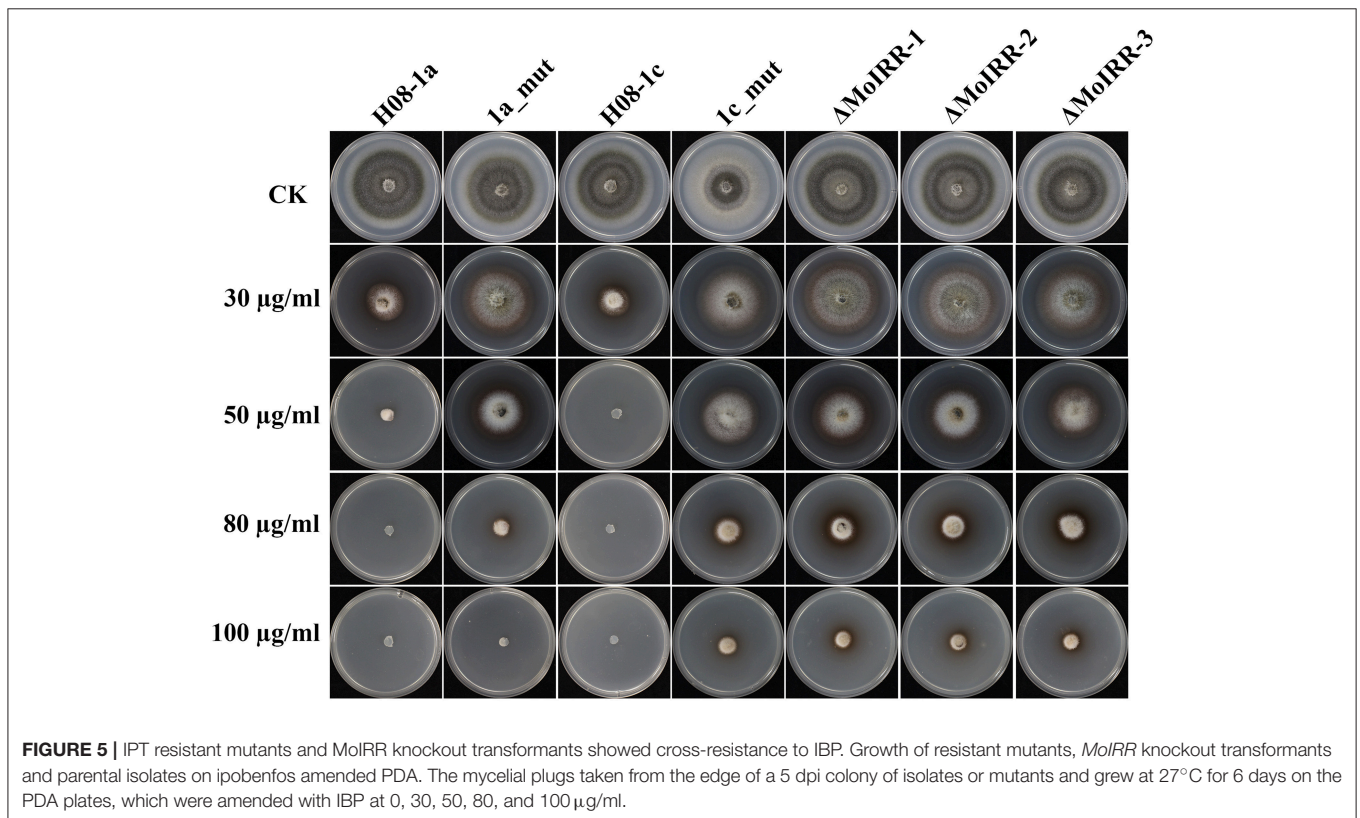 H08-1a 1a_mut H08-1c 1c_mut ΔMoIRR-1 ΔMoIRR-2 ΔMoIRR-3
CK
30 µg/ml
50 µg/ml
80 µg/ml
100 µg/ml
FIGURE 5 | IPT resistant mutants and MoIRR knockout transformants showed cross-resistance to IBP. Growth of resistant mutants, MoIRR knockout transformants
and parental isolates on ipobenfos amended PDA. The mycelial plugs taken from the edge of a 5 dpi colony of isolates or mutants and grew at 27°C for 6 days on the
PDA plates, which were amended with IBP at 0, 30, 50, 80, and 100 µg/ml.